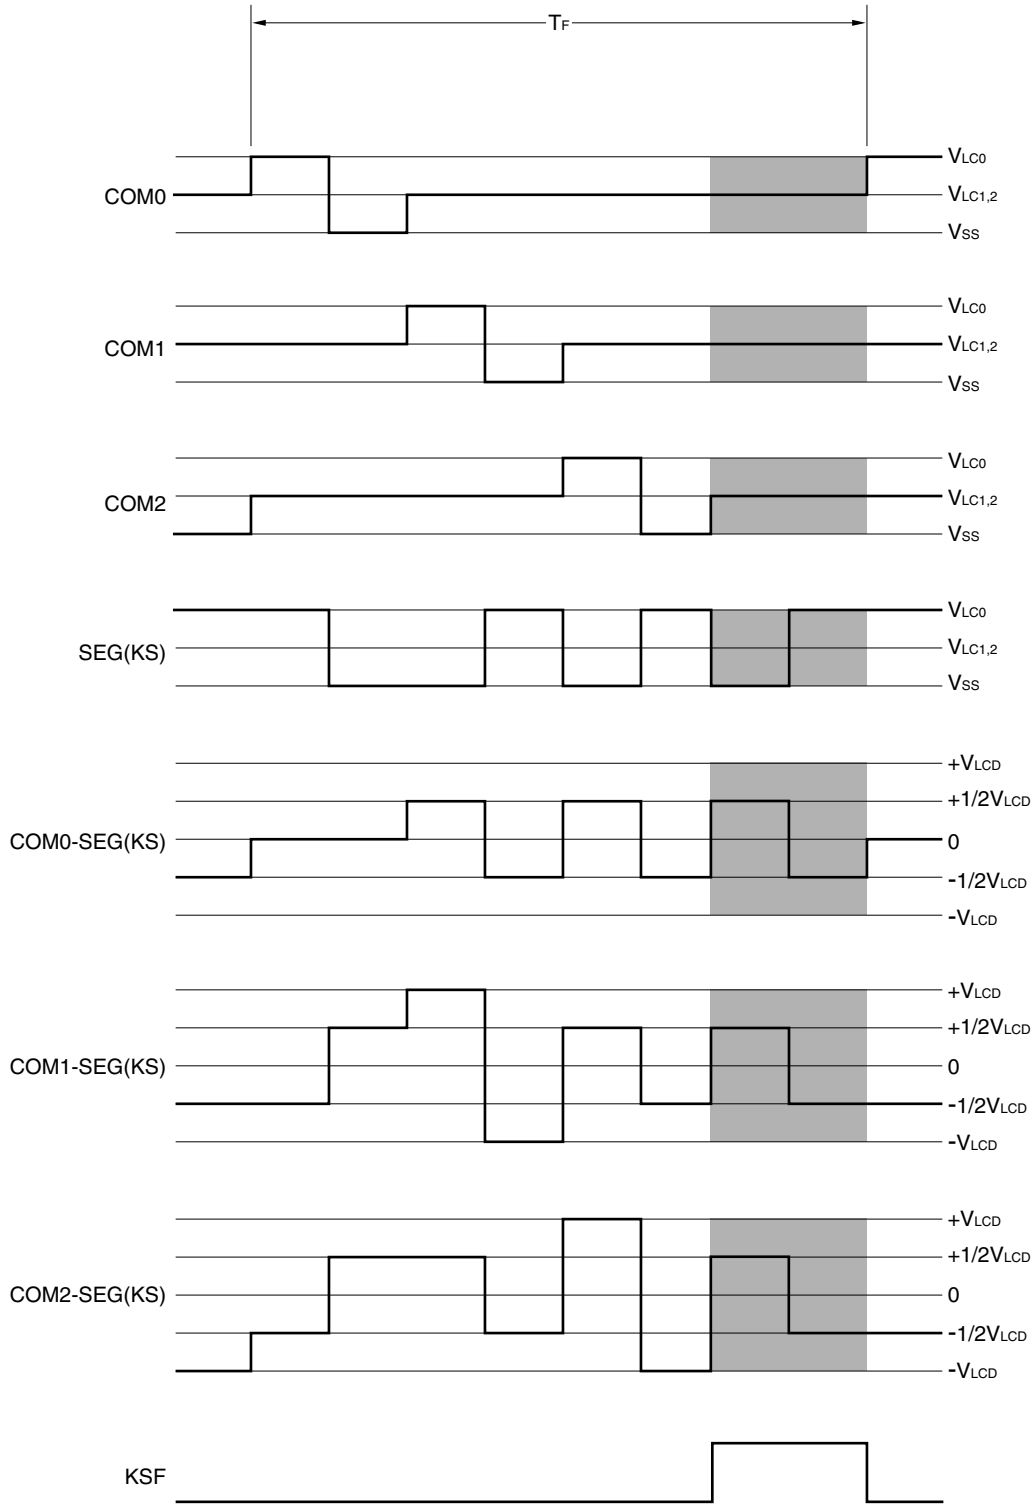 TF
COM0
VLC0
VLC1,2
VSS
COM1
VLC0
VLC1,2
VSS
COM2
VLC0
VLC1,2
VSS
SEG(KS)
VLC0
VLC1,2
VSS
COM0-SEG(KS)
+VLCD
+1/2VLCD
0
-1/2VLCD
-VLCD
COM1-SEG(KS)
+VLCD
+1/2VLCD
0
-1/2VLCD
-VLCD
COM2-SEG(KS)
+VLCD
+1/2VLCD
0
-1/2VLCD
-VLCD
KSF